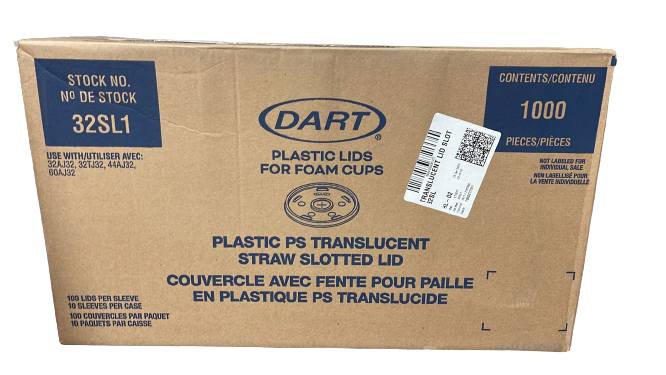 STOCK NO.
Nº DE STOCK
32SL1
USE WITH/UTILISER AVEC:
32AJ32, 32TJ32, 44AJ32,
60AJ32
DART®
PLASTIC LIDS
FOR FOAM CUPS
PLASTIC PS TRANSLUCENT
STRAW SLOTTED LID
COUVERCLE AVEC FENTE POUR PAILLE
EN PLASTIQUE PS TRANSLUCIDE
100 LIDS PER SLEEVE
10 SLEEVES PER CASE
100 COUVERCLES PAR PAQUET
10 PAQUETS PAR CAISSE
CONTENTS/CONTENU
1000
PIECES/PIÈCES
NOT LABELED FOR
INDIVIDUAL SALE
NON LABELLISÉ POUR
LA VENTE INDIVIDUELLE
TRANSLUCENT LID SLOT
32SL
KL-02